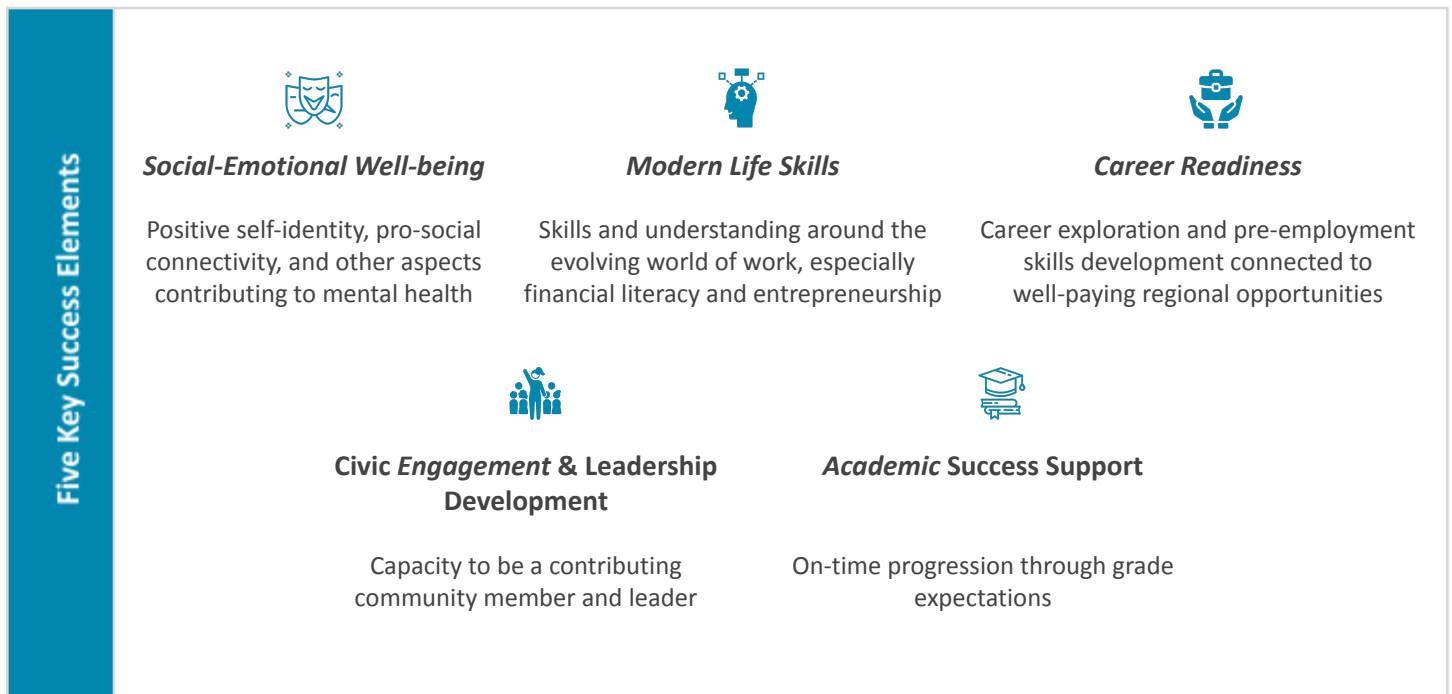 Five Key Success Elements
Social-Emotional Well-being
Positive self-identity, pro-social
connectivity, and other aspects
contributing to mental health
Modern Life Skills
Skills and understanding around the
evolving world of work, especially
financial literacy and entrepreneurship
Career Readiness
Career exploration and pre-employment
skills development connected to
well-paying regional opportunities
Civic Engagement & Leadership
Development
Capacity to be a contributing
community member and leader
Academic Success Support
On-time progression through grade
expectations